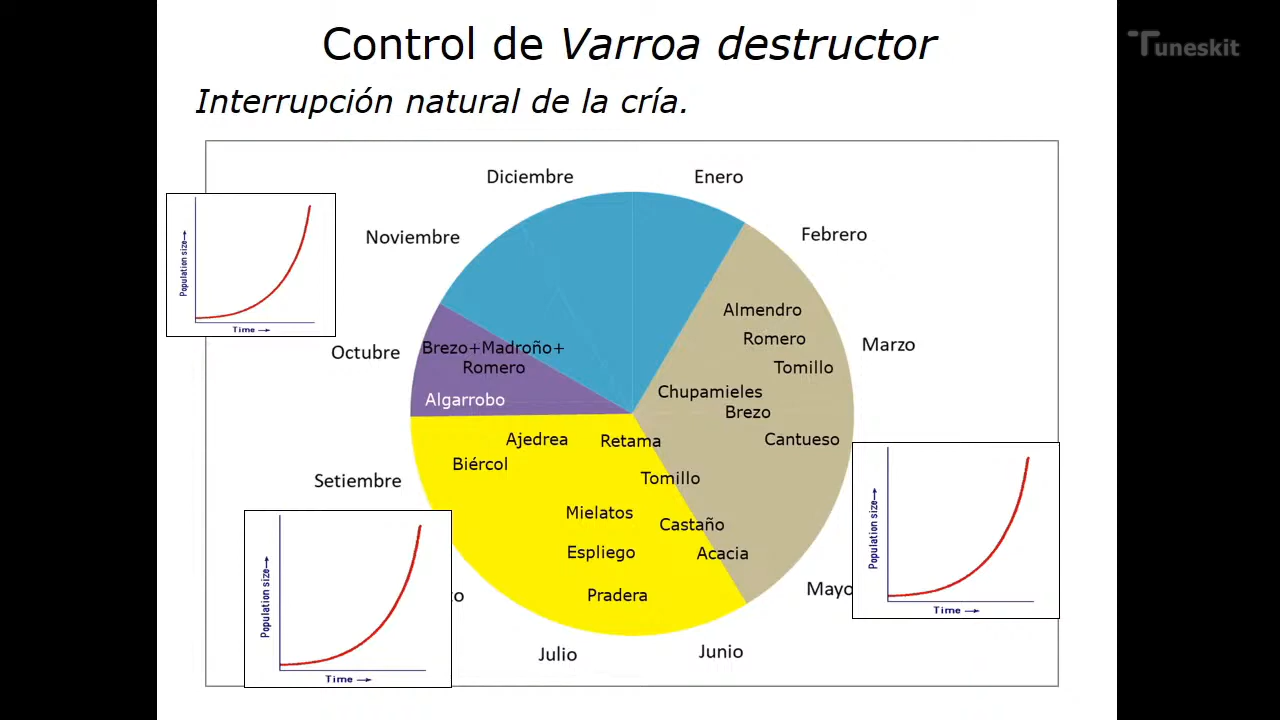 Control de Varroa destructor
Tuneskit
Interrupción natural de la cría.
Diciembre
Enero
Noviembre
Febrero
Octubre
Marzo
Setiembre
Mayo
Julio
Junio
ro
Almendro
Romero
Tomillo
Chupamieles
Brezo
Cantueso
Brezo+Madroño+
Romero
Algarrobo
Ajedrea
Retama
Biércol
Tomillo
Mielatos
Castaño
Espliego
Acacia
Pradera
Population size→
Time →
Population size→
Time →
Population size→
Time →